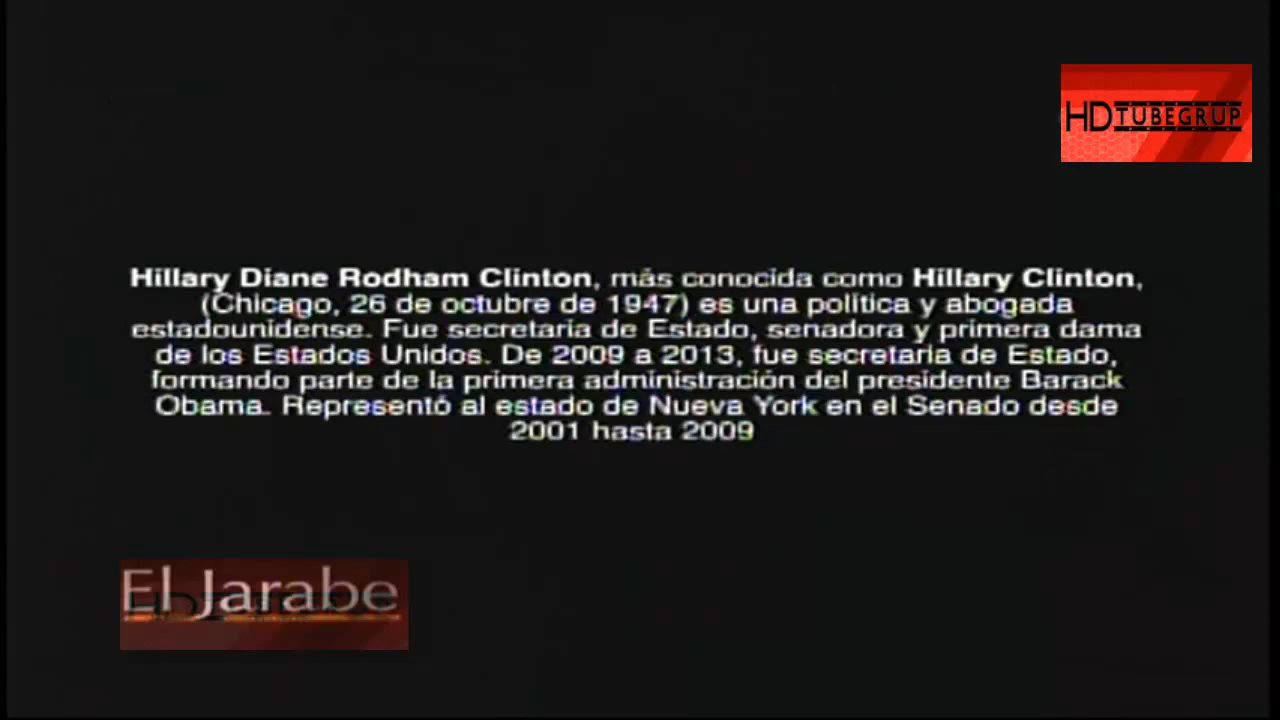 HDTUBEGRUP
Hillary Diane Rodham Clinton, más conocida como Hillary Clinton,
(Chicago, 26 de octubre de 1947) es una política y abogada
estadounidense. Fue secretaria de Estado, senadora y primera dama
de los Estados Unidos. De 2009 a 2013, fue secretaria de Estado,
formando parte de la primera administración del presidente Barack
Obama. Representó al estado de Nueva York en el Senado desde
2001 hasta 2009
El Jarabe